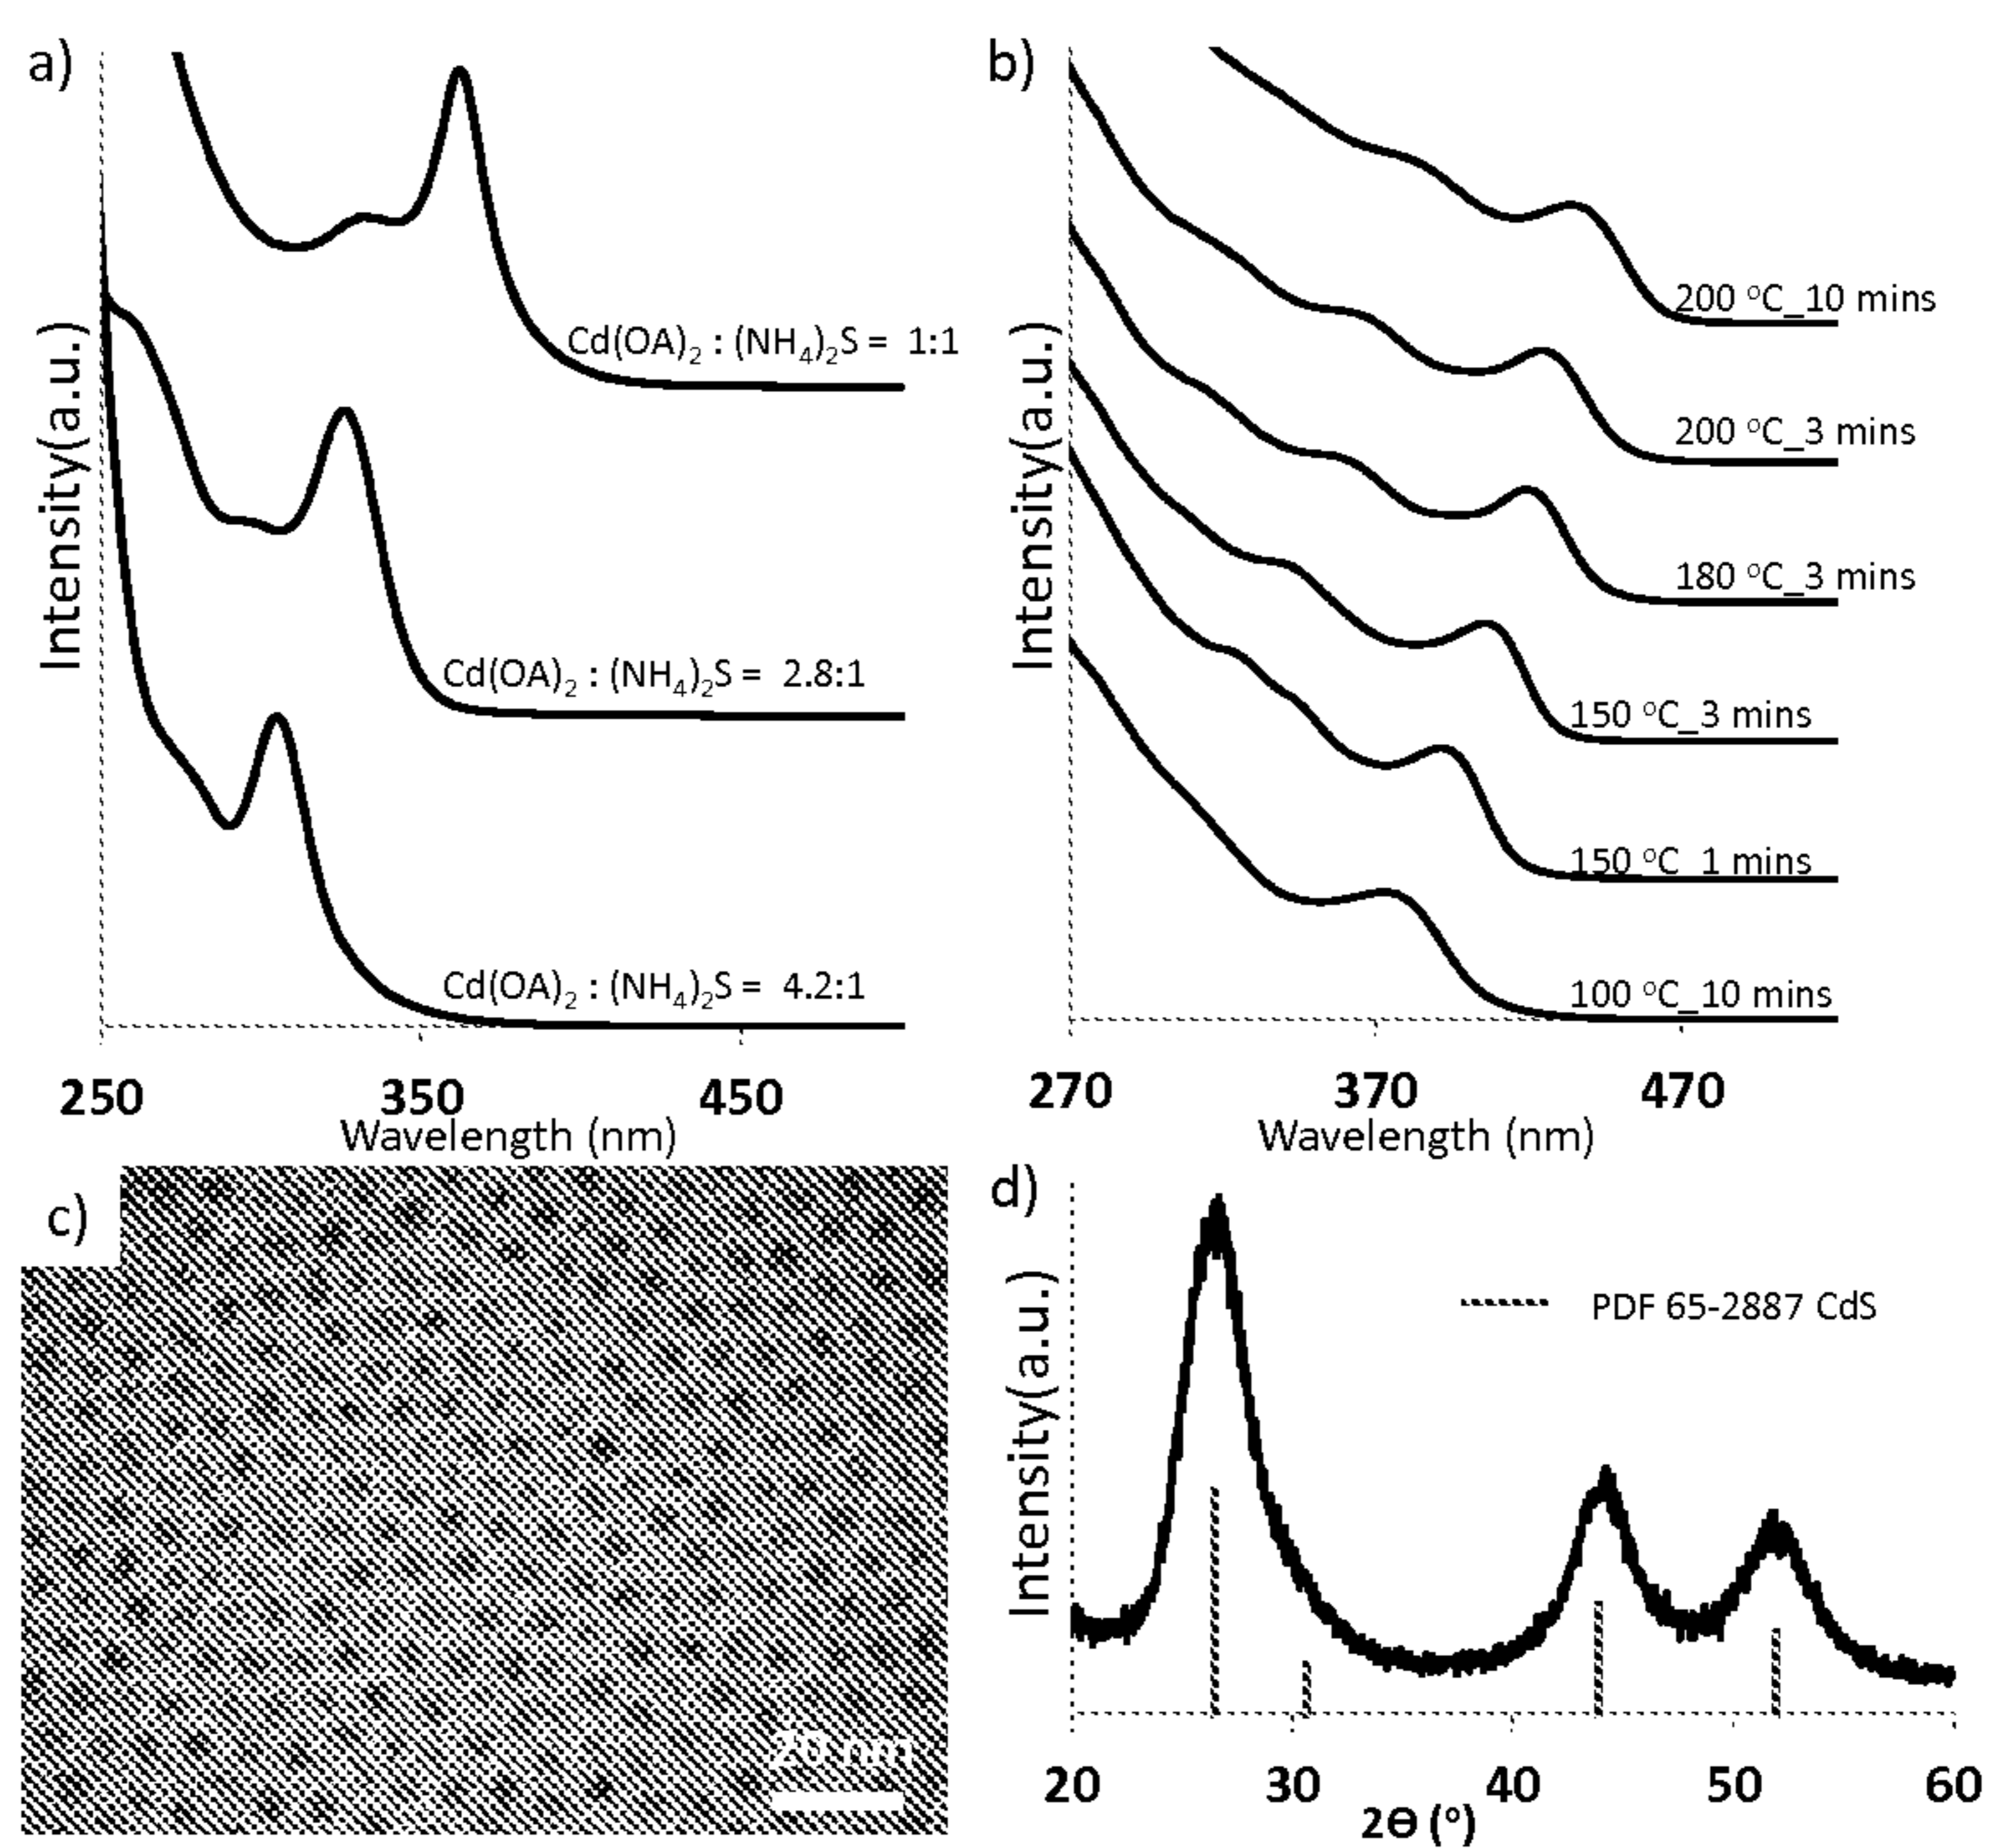 a)
Intensity(a.u.)
Cd(OA)₂ : (NH₄)₂S = 1:1
Cd(OA)₂ : (NH₄)₂S = 2.8:1
Cd(OA)₂ : (NH₄)₂S = 4.2:1
250 350 450
Wavelength (nm)
b)
Intensity(a.u.)
200 °C_10 mins
200 °C_3 mins
180 °C_3 mins
150 °C_3 mins
150 °C_1 mins
100 °C_10 mins
270 370 470
Wavelength (nm)
c)
20 nm
d)
Intensity(a.u.)
PDF 65-2887 CdS
20 30 40 50 60
2Θ (°)